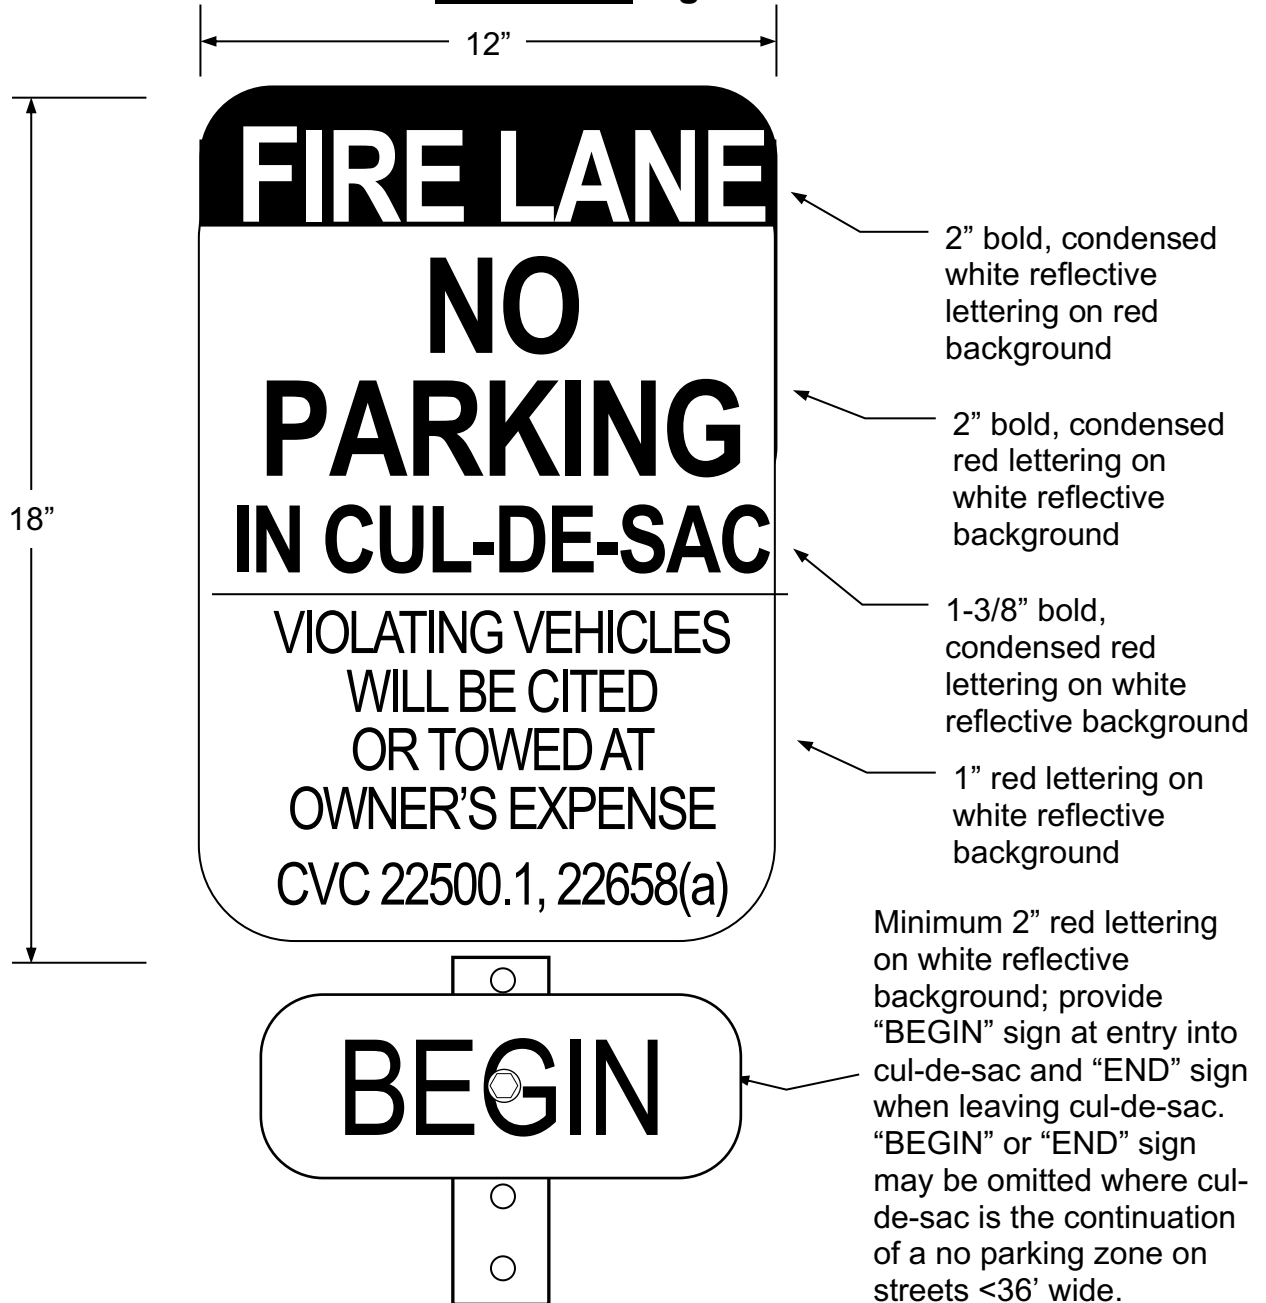 12”
FIRE LANE
NO
PARKING
IN CUL-DE-SAC
VIOLATING VEHICLES
WILL BE CITED
OR TOWED AT
OWNER’S EXPENSE
CVC 22500.1, 22658(a)
BEGIN
18”
2” bold, condensed
white reflective
lettering on red
background
2” bold, condensed
red lettering on
white reflective
background
1-3/8” bold,
condensed red
lettering on white
reflective background
1” red lettering on
white reflective
background
Minimum 2” red lettering
on white reflective
background; provide
“BEGIN” sign at entry into
cul-de-sac and “END” sign
when leaving cul-de-sac.
“BEGIN” or “END” sign
may be omitted where cul-
de-sac is the continuation
of a no parking zone on
streets <36’ wide.